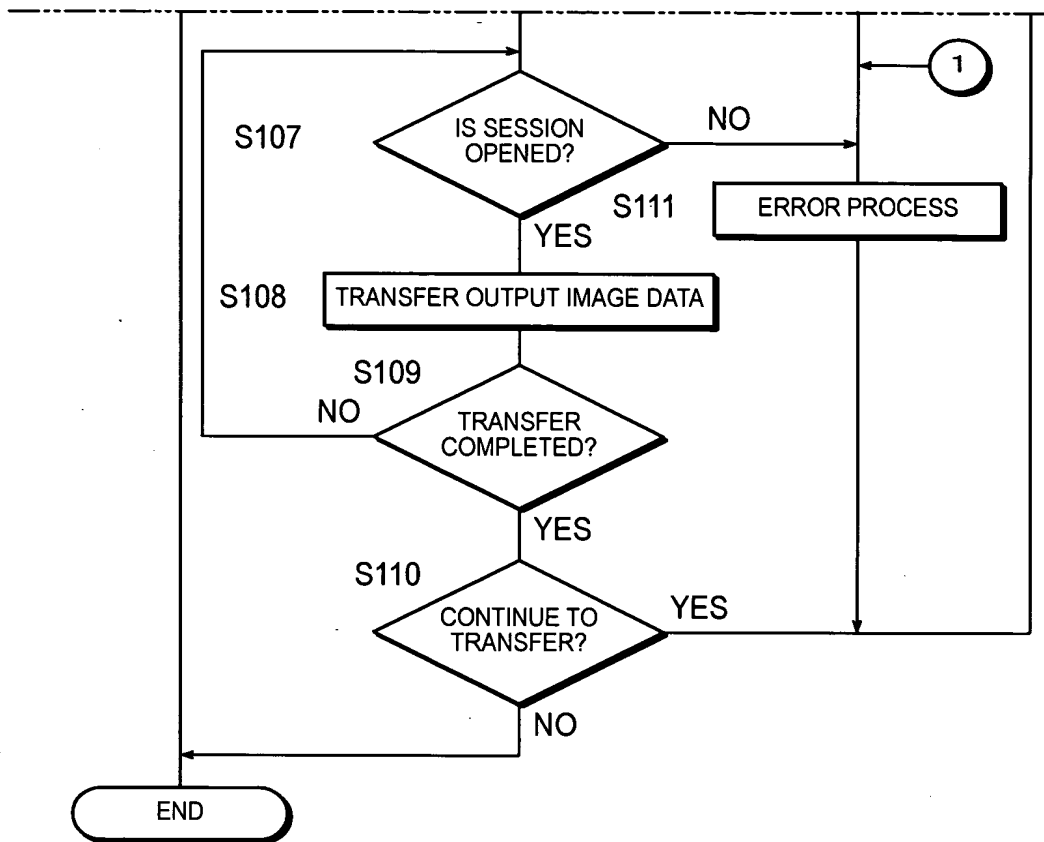 1
S107
IS SESSION
OPENED?
NO
S111
ERROR PROCESS
YES
S108
TRANSFER OUTPUT IMAGE DATA
S109
NO
TRANSFER
COMPLETED?
YES
S110
CONTINUE TO
TRANSFER?
YES
NO
END